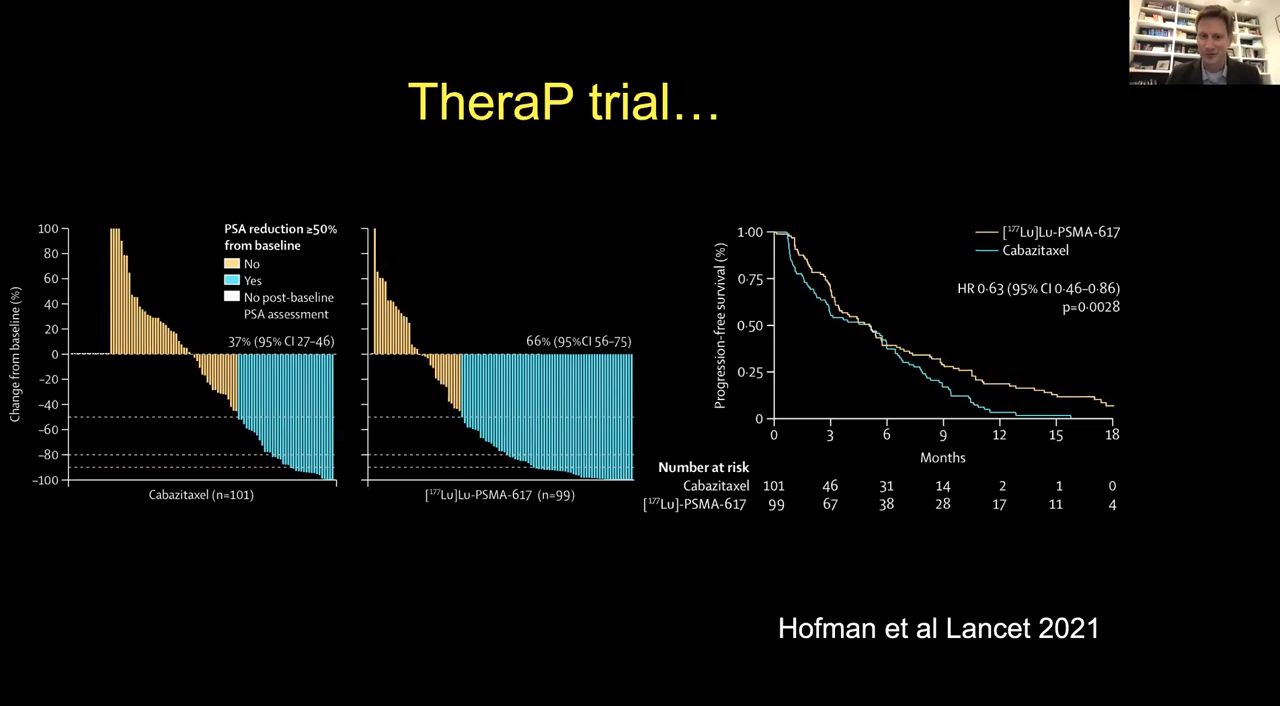 TheraP trial...
100
80
60
40
20
0
−20
−40
−60
−80
−100
Change from baseline (%)
PSA reduction ≥50%
from baseline
No
Yes
No post-baseline
PSA assessment
37% (95% CI 27–46)
Cabazitaxel (n=101)
66% (95%CI 56–75)
[¹⁷⁷Lu]Lu-PSMA-617 (n=99)
Progression-free survival (%)
1·00
0·75
0·50
0·25
0
[¹⁷⁷Lu]Lu-PSMA-617
Cabazitaxel
HR 0·63 (95% CI 0·46–0·86)
p=0·0028
0 3 6 9 12 15 18
Months
Number at risk
Cabazitaxel 101 46 31 14 2 1 0
[¹⁷⁷Lu]-PSMA-617 99 67 38 28 17 11 4
Hofman et al Lancet 2021